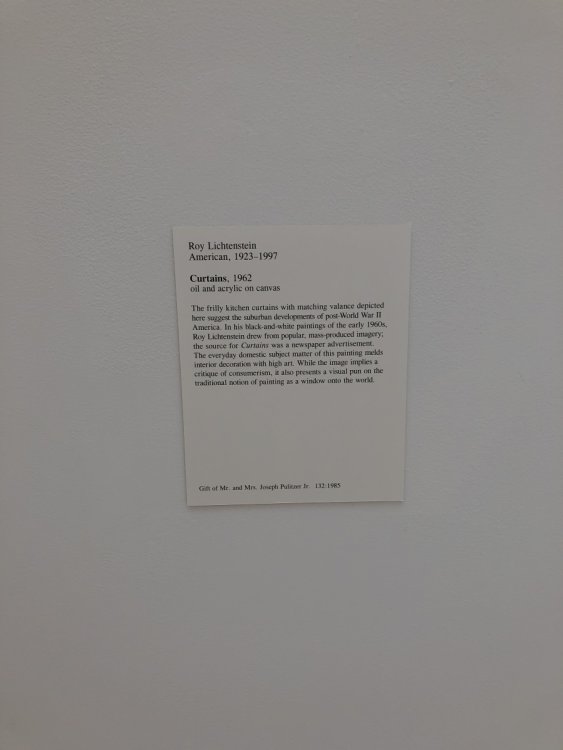 Roy Lichtenstein
American, 1923–1997
Curtains, 1962
oil and acrylic on canvas
The frilly kitchen curtains with matching valance depicted
here suggest the suburban developments of post-World War II
America. In his black-and-white paintings of the early 1960s,
Roy Lichtenstein drew from popular, mass-produced imagery;
the source for Curtains was a newspaper advertisement.
The everyday domestic subject matter of this painting melds
interior decoration with high art. While the image implies a
critique of consumerism, it also presents a visual pun on the
traditional notion of painting as a window onto the world.
Gift of Mr. and Mrs. Joseph Pulitzer Jr. 132:1985